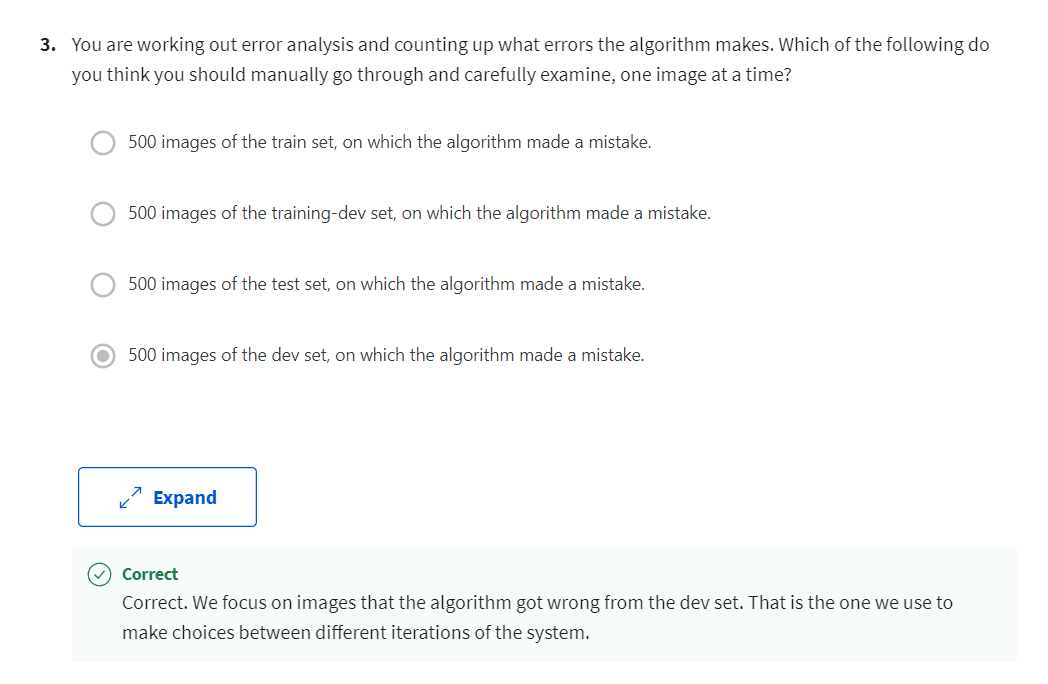 3. You are working out error analysis and counting up what errors the algorithm makes. Which of the following do
you think you should manually go through and carefully examine, one image at a time?
500 images of the train set, on which the algorithm made a mistake.
500 images of the training-dev set, on which the algorithm made a mistake.
500 images of the test set, on which the algorithm made a mistake.
500 images of the dev set, on which the algorithm made a mistake.
Expand
Correct
Correct. We focus on images that the algorithm got wrong from the dev set. That is the one we use to
make choices between different iterations of the system.